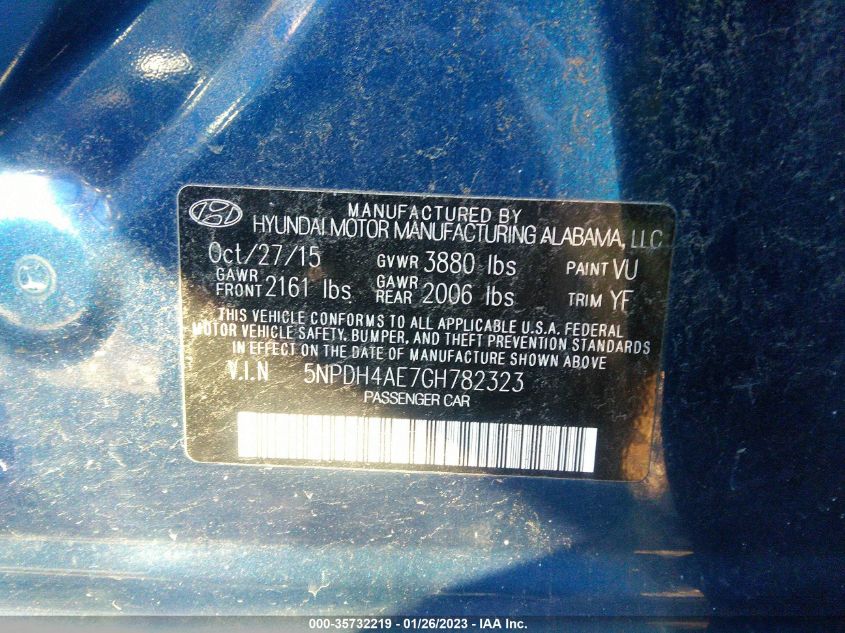 MANUFACTURED BY
HYUNDAI MOTOR MANUFACTURING ALABAMA, LLC
Oct/27/15 GVWR 3880 lbs PAINT VU
GAWR FRONT 2161 lbs GAWR REAR 2006 lbs TRIM YF
THIS VEHICLE CONFORMS TO ALL APPLICABLE U.S.A. FEDERAL
MOTOR VEHICLE SAFETY, BUMPER, AND THEFT PREVENTION STANDARDS
IN EFFECT ON THE DATE OF MANUFACTURE SHOWN ABOVE
V.I.N 5NPDH4AE7GH782323
PASSENGER CAR
000-35732219 - 01/26/2023 - IAA Inc.